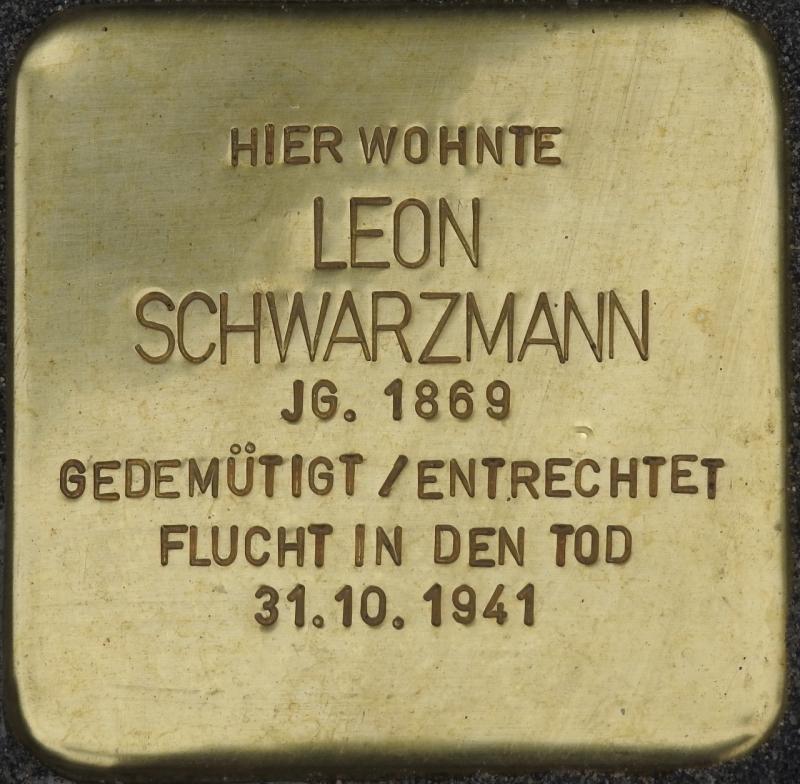 HIER WOHNTE
LEON
SCHWARZMANN
JG. 1869
GEDEMÜTIGT / ENTRECHTET
FLUCHT IN DEN TOD
31.10.1941